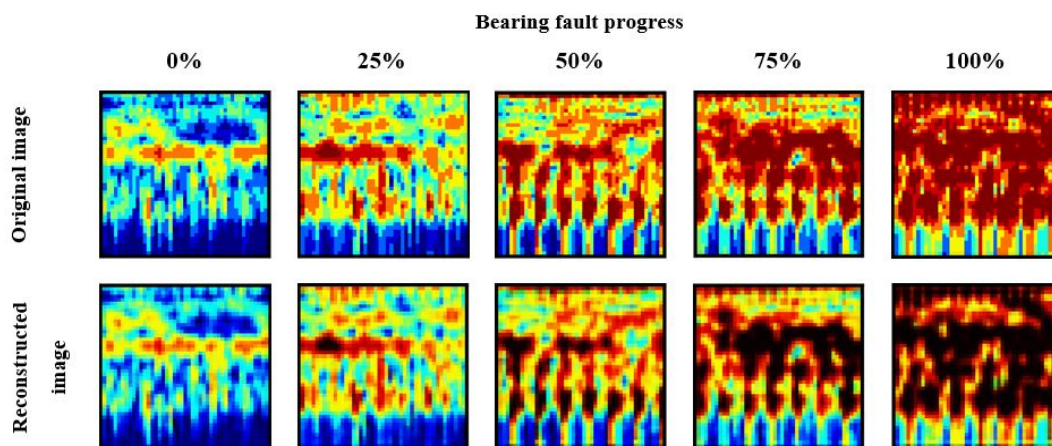 Bearing fault progress
0% 25% 50% 75% 100%
Original image
Reconstructed
image